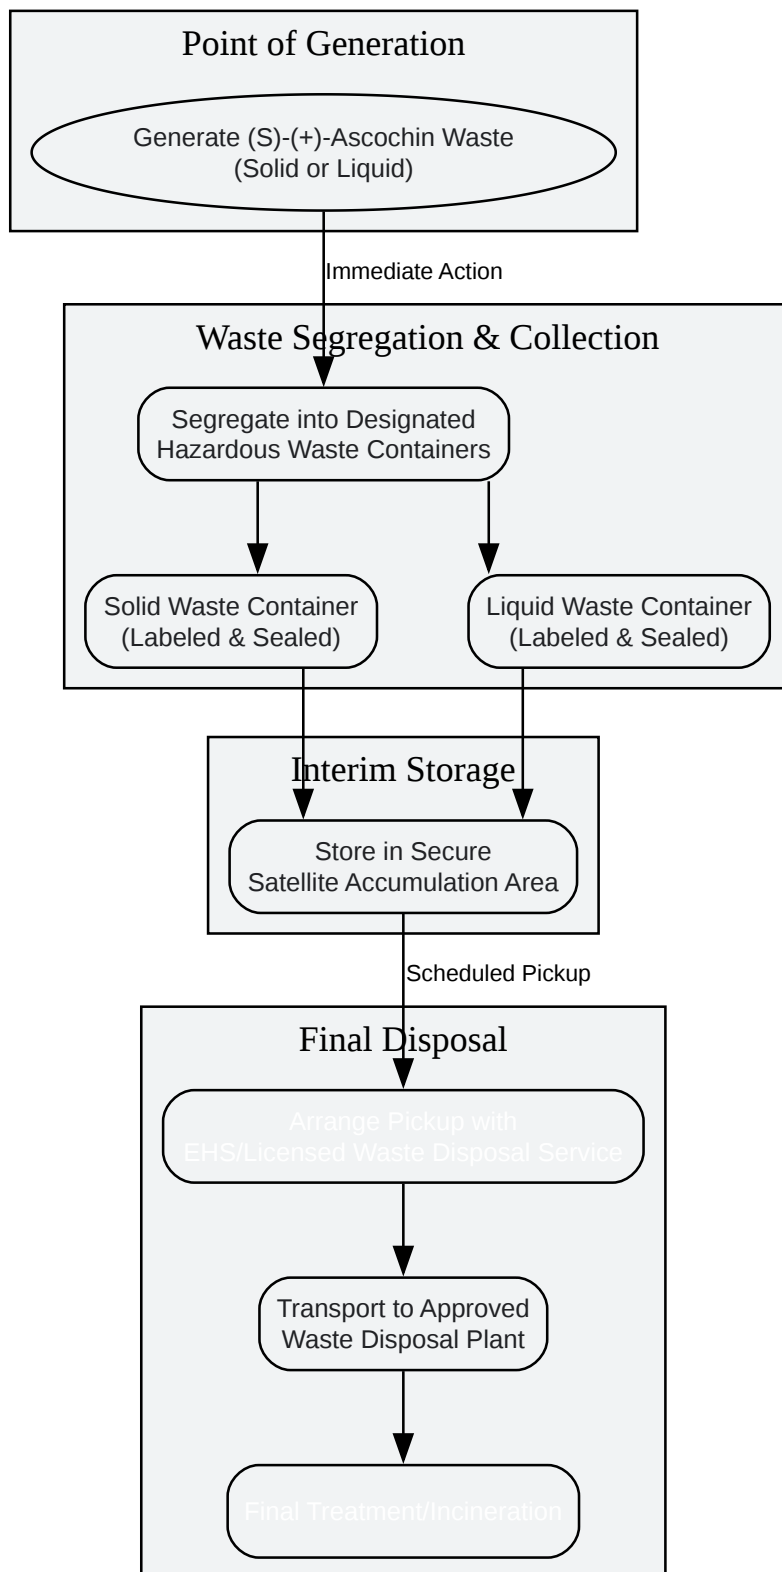 Point of Generation
Generate (S)-(+)-Ascochin Waste
(Solid or Liquid)
Immediate Action
Waste Segregation & Collection
Segregate into Designated
Hazardous Waste Containers
Solid Waste Container
(Labeled & Sealed)
Liquid Waste Container
(Labeled & Sealed)
Interim Storage
Store in Secure
Satellite Accumulation Area
Scheduled Pickup
Final Disposal
Arrange Pickup with
EHS/Licensed Waste Disposal Service
Transport to Approved
Waste Disposal Plant
Final Treatment/Incineration